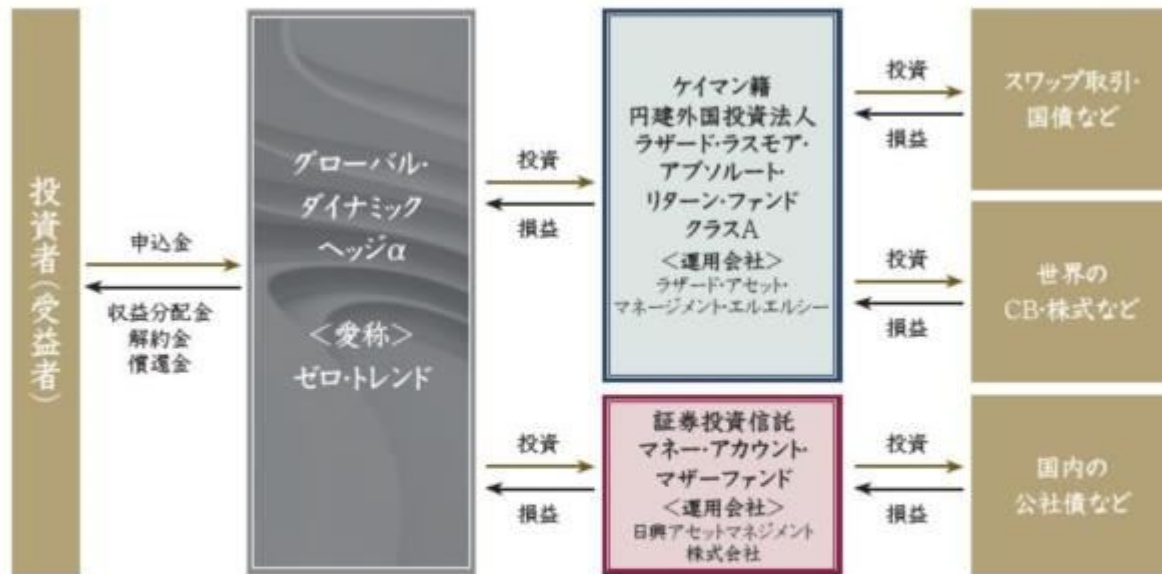 投資者(受益者)
申込金
収益分配金
解約金
償還金
グローバル・
ダイナミック
ヘッジα
＜愛称＞
ゼロ・トレンド
投資
損益
投資
損益
ケイマン籍
円建外国投資法人
ラザード・ラスモア・
アブソルート・
リターン・ファンド
クラスA
＜運用会社＞
ラザード・アセット・
マネージメント・エルエルシー
証券投資信託
マネー・アカウント・
マザーファンド
＜運用会社＞
日興アセットマネジメント
株式会社
投資
損益
投資
損益
投資
損益
スワップ取引・
国債など
世界の
CB・株式など
国内の
公社債など